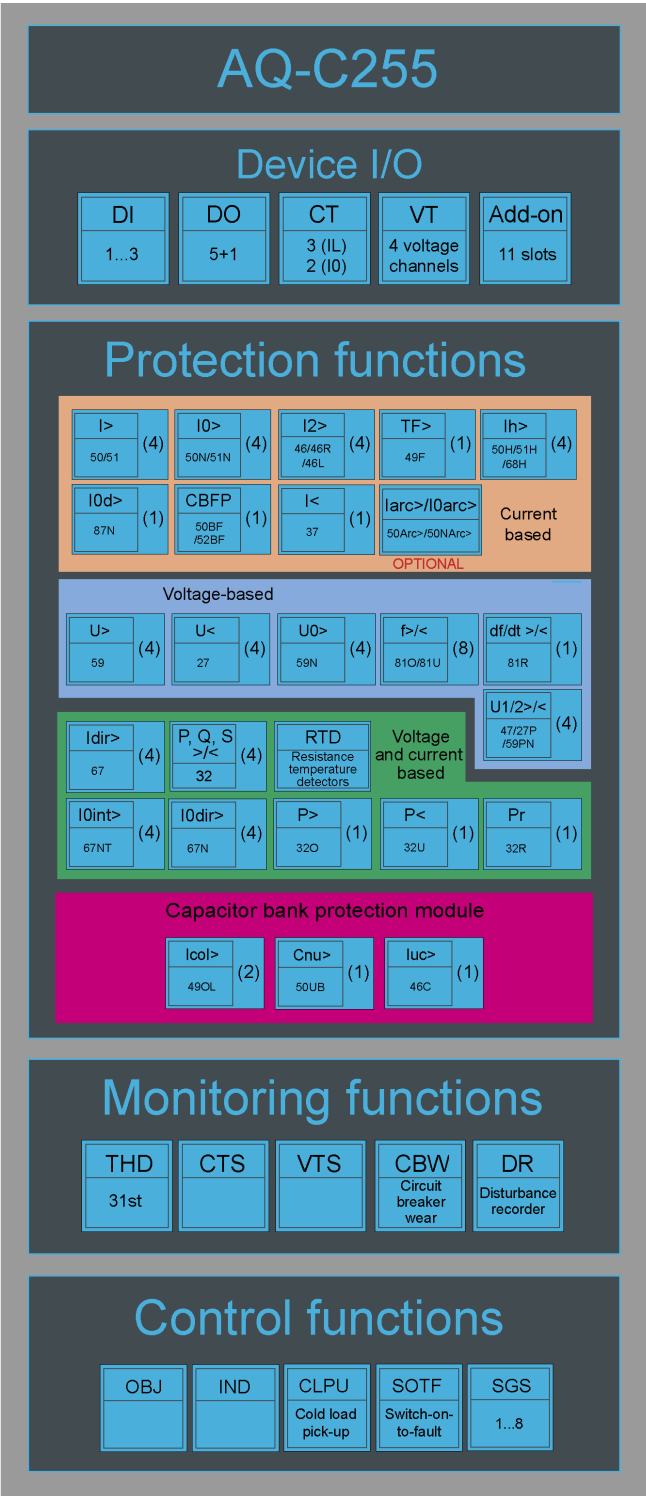 AQ-C255
Device I/O
DI
1...3
DO
5+1
CT
3 (IL)
2 (I0)
VT
4 voltage
channels
Add-on
11 slots
Protection functions
I>
50/51
(4)
I0>
50N/51N
(4)
I2>
46/46R
/46L
(4)
TF>
49F
(1)
Ih>
50H/51H
/68H
(4)
I0d>
87N
(1)
CBFP
50BF
/52BF
(1)
I<
37
(1)
Iarc>/I0arc>
50Arc>/50NArc>
OPTIONAL
Current
based
Voltage-based
U>
59
(4)
U<
27
(4)
U0>
59N
(4)
f>/<
81O/81U
(8)
df/dt >/<
81R
(1)
U1/2>/<
47/27P
/59PN
(4)
Idir>
67
(4)
P, Q, S
>/<
32
(4)
RTD
Resistance
temperature
detectors
Voltage
and current
based
I0int>
67NT
(4)
I0dir>
67N
(4)
P>
32O
(1)
P<
32U
(1)
Pr
32R
(1)
Capacitor bank protection module
Icol>
49OL
(2)
Cnu>
50UB
(1)
Iuc>
46C
(1)
Monitoring functions
THD
31st
CTS
VTS
CBW
Circuit
breaker
wear
DR
Disturbance
recorder
Control functions
OBJ
IND
CLPU
Cold load
pick-up
SOTF
Switch-on-
to-fault
SGS
1...8